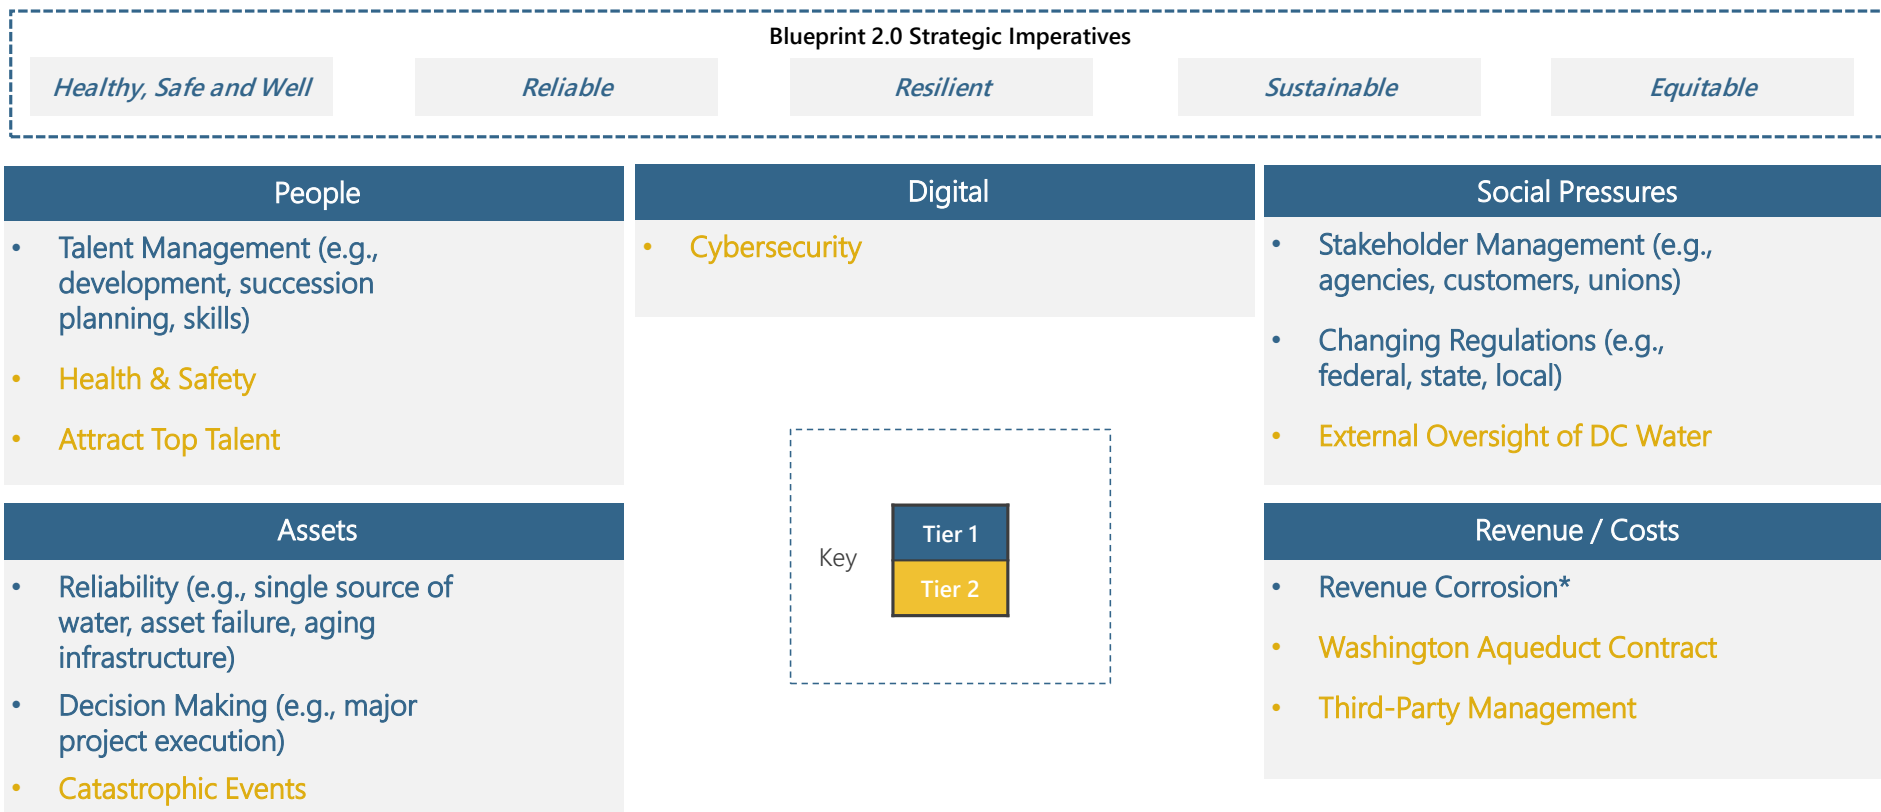 Blueprint 2.0 Strategic Imperatives
Healthy, Safe and Well
Reliable
Resilient
Sustainable
Equitable
People
• Talent Management (e.g.,
development, succession
planning, skills)
• Health & Safety
• Attract Top Talent
Digital
• Cybersecurity
Social Pressures
• Stakeholder Management (e.g.,
agencies, customers, unions)
• Changing Regulations (e.g.,
federal, state, local)
• External Oversight of DC Water
Assets
• Reliability (e.g., single source of
water, asset failure, aging
infrastructure)
• Decision Making (e.g., major
project execution)
• Catastrophic Events
Key
Tier 1
Tier 2
Revenue / Costs
• Revenue Corrosion*
• Washington Aqueduct Contract
• Third-Party Management